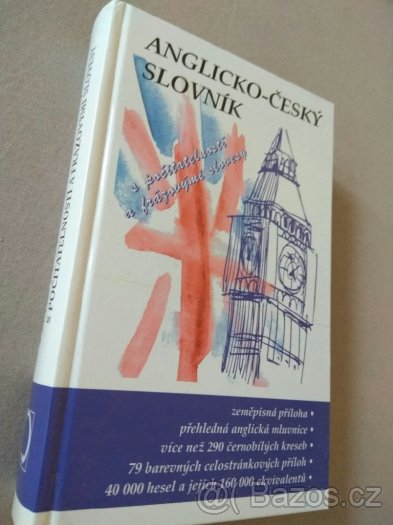 ANGLICKO-ČESKÝ
SLOVNÍK
s počitatelností
a frázovými slovesy
zeměpisná příloha •
přehledná anglická mluvnice •
více než 290 černobílých kreseb •
79 barevných celostránkových příloh •
40 000 hesel a jejich 160 000 ekvivalentů •
S POČITATELNOSTÍ A FRÁZOVÝMI SLOVESY
Bazos.cz